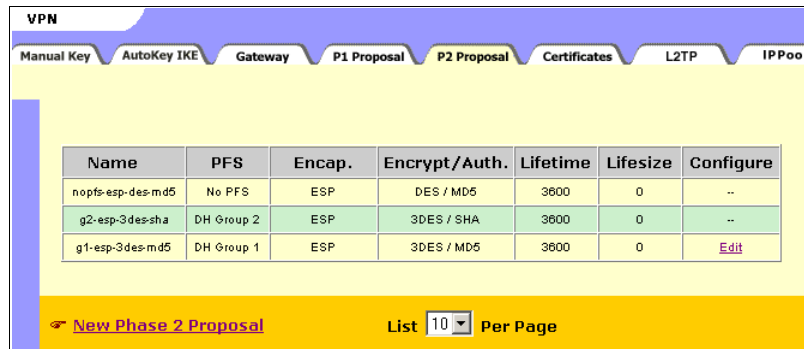 VPN
Manual Key AutoKey IKE Gateway P1 Proposal P2 Proposal Certificates L2TP IP Poo
Name PFS Encap. Encrypt/Auth. Lifetime Lifesize Configure
nopfs-esp-des-md5 No PFS ESP DES / MD5 3600 0 --
g2-esp-3des-sha DH Group 2 ESP 3DES / SHA 3600 0 --
g1-esp-3des-md5 DH Group 1 ESP 3DES / MD5 3600 0 Edit
New Phase 2 Proposal List 10 Per Page